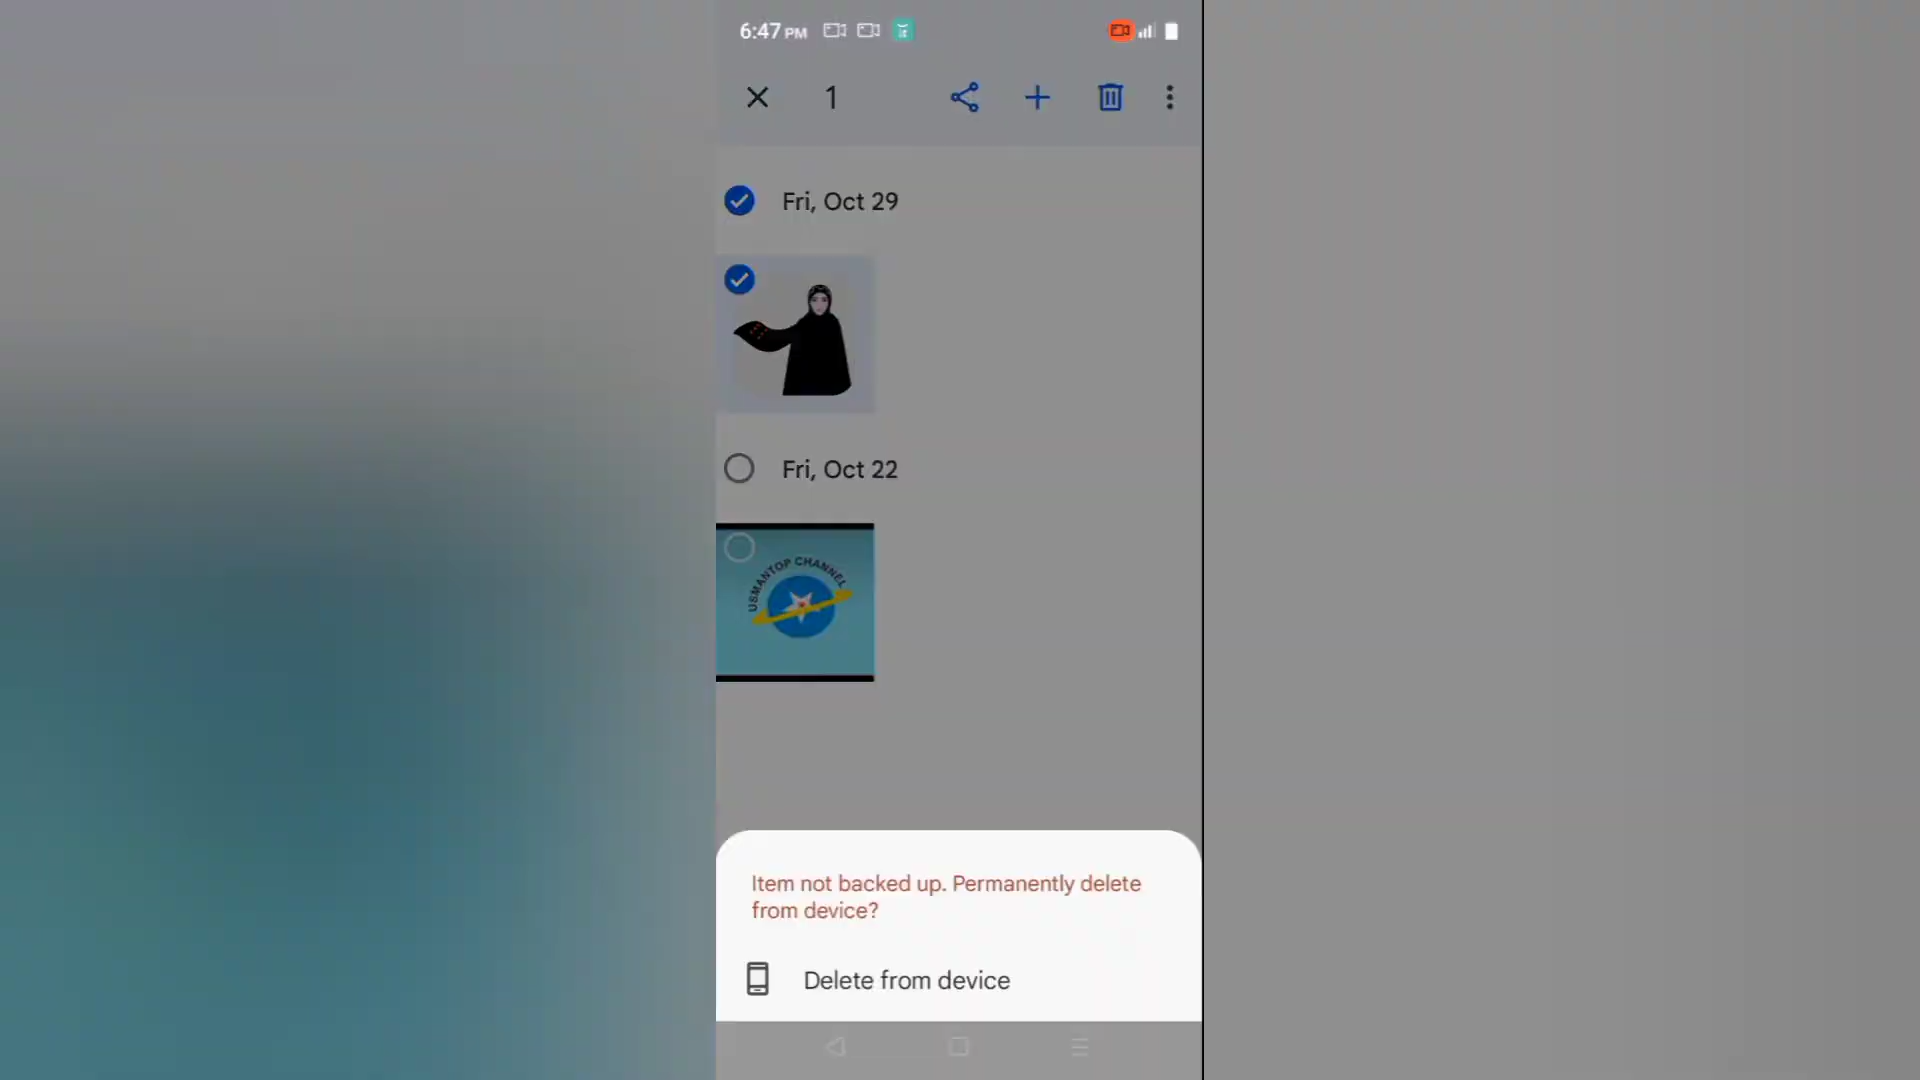 6:47 PM
1
Fri, Oct 29
Fri, Oct 22
USMANTOP CHANNEL
Item not backed up. Permanently delete
from device?
Delete from device